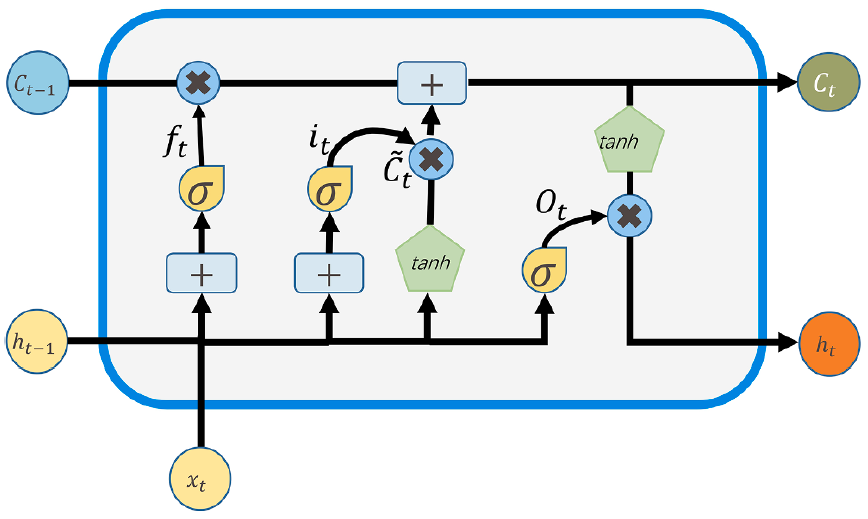 C_{t-1}
×
+
C_t
f_t
i_t
C̃_t
×
tanh
σ
σ
O_t
×
+
+
tanh
σ
h_{t-1}
h_t
x_t